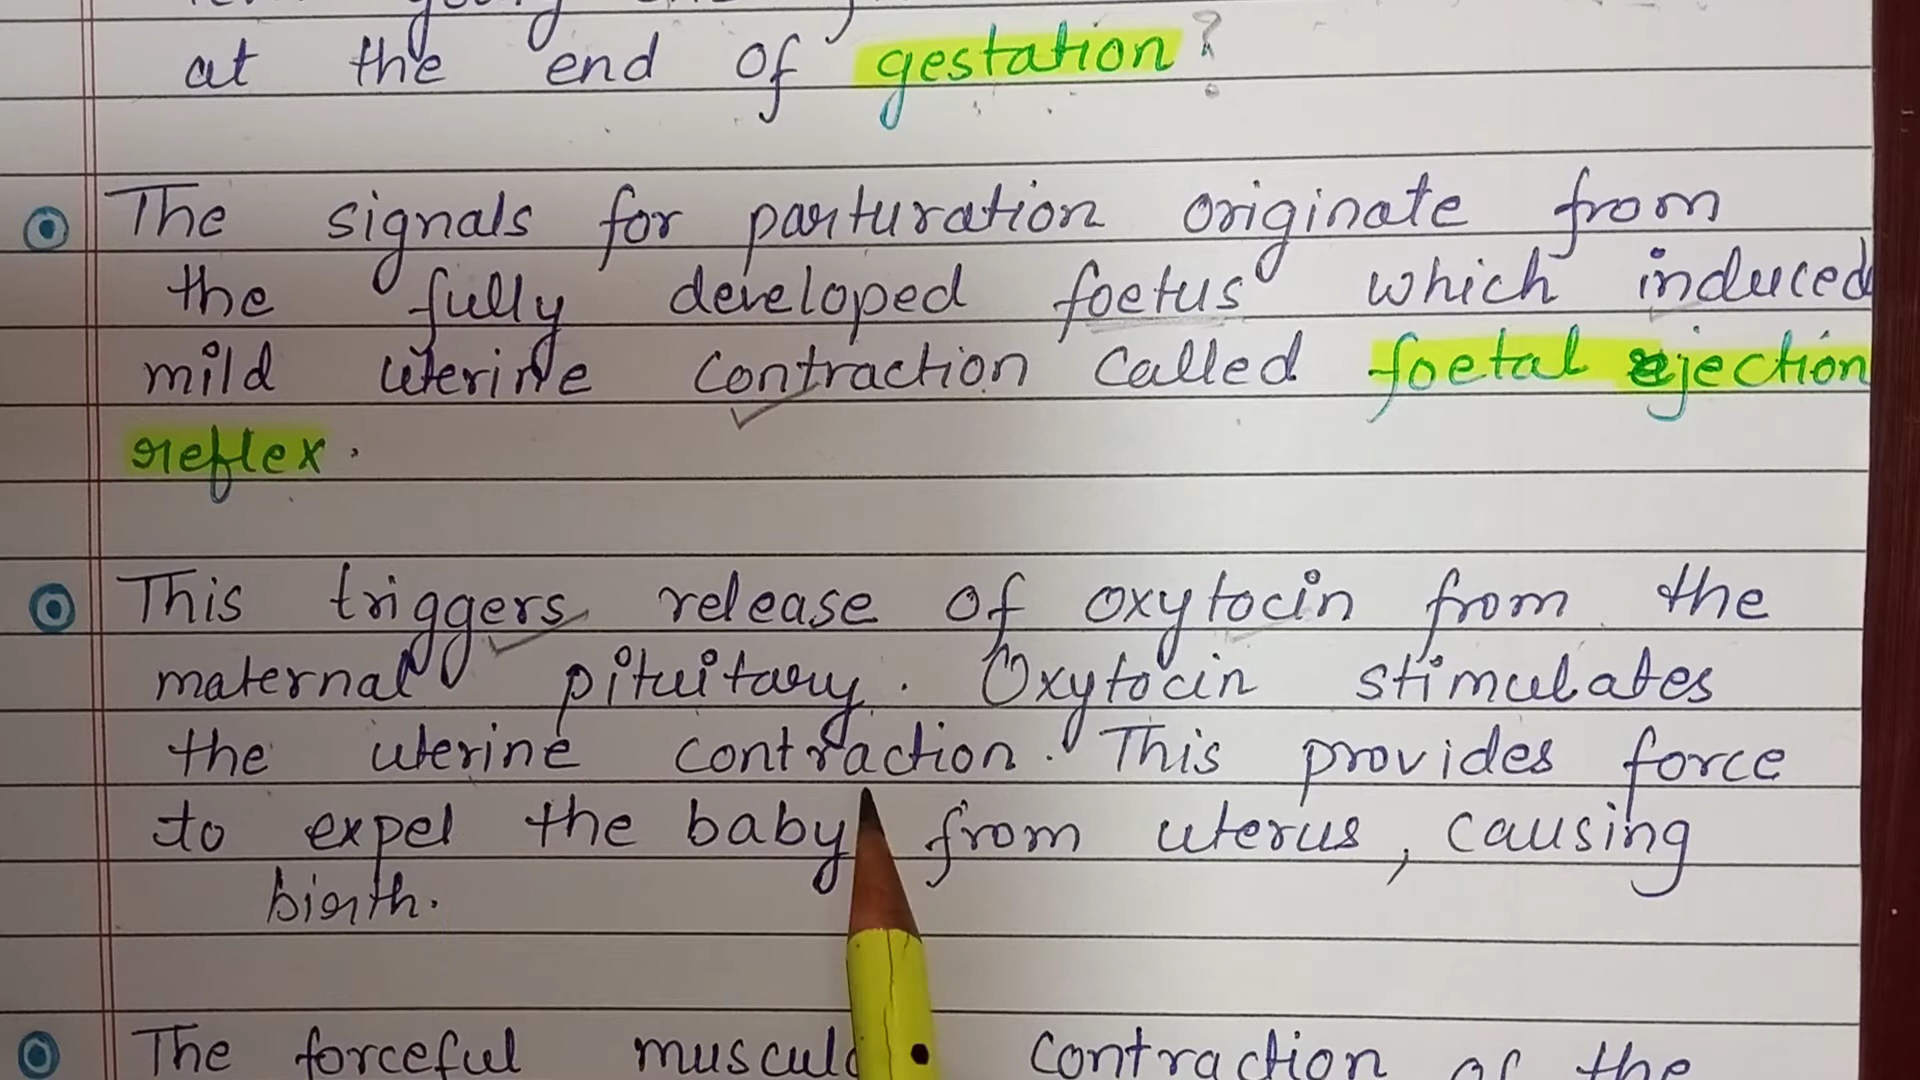 at the end of gestation?
The signals for parturation originate from
the fully developed foetus which induced
mild uterine contraction called foetal ejection
reflex.
This triggers release of oxytocin from the
maternal pituitary. Oxytocin stimulates
the uterine contraction. This provides force
to expel the baby from uterus, causing
birth.
The forceful contraction of the